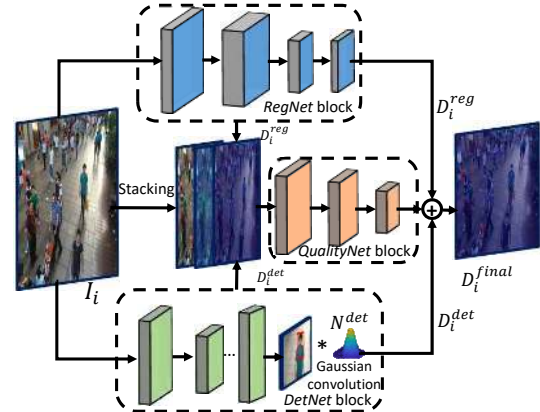 RegNet block
D_i^{reg}
D_i^{reg}
Stacking
QualityNet block
I_i
D_i^{det}
D_i^{final}
D_i^{det}
N^{det}
*
Gaussian
convolution
DetNet block